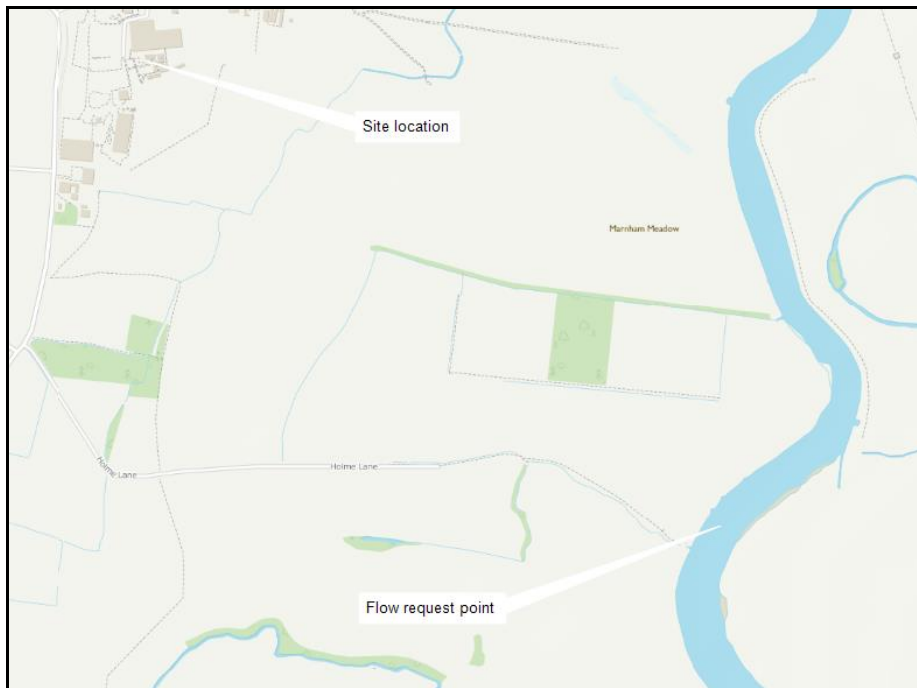 Site location
Marnham Meadow
Holme Lane
Holme Lane
Flow request point